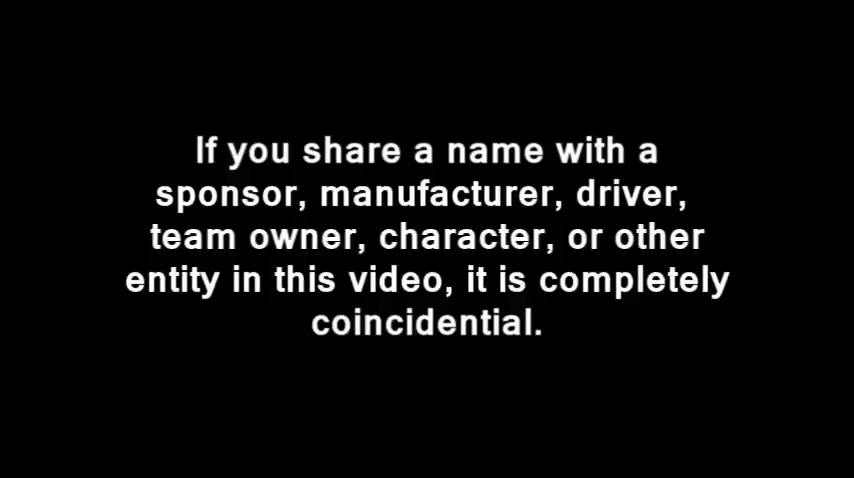 If you share a name with a
sponsor, manufacturer, driver,
team owner, character, or other
entity in this video, it is completely
coincidential.